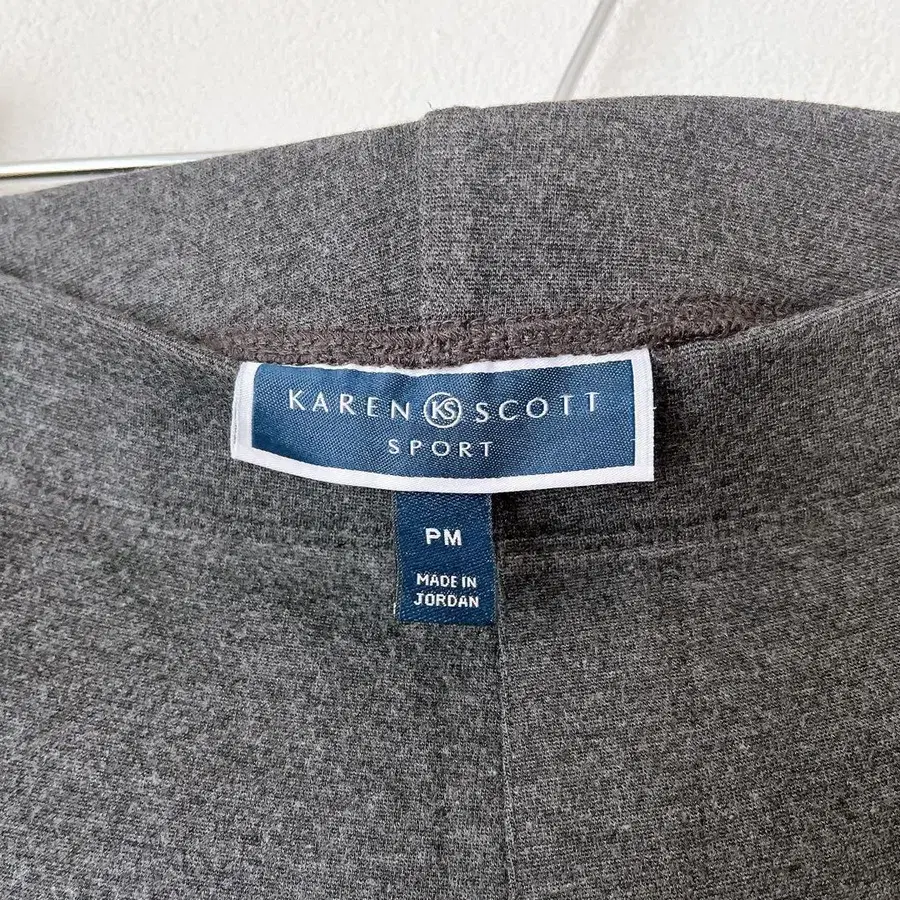 KAREN KS SCOTT
SPORT
PM
MADE IN
JORDAN